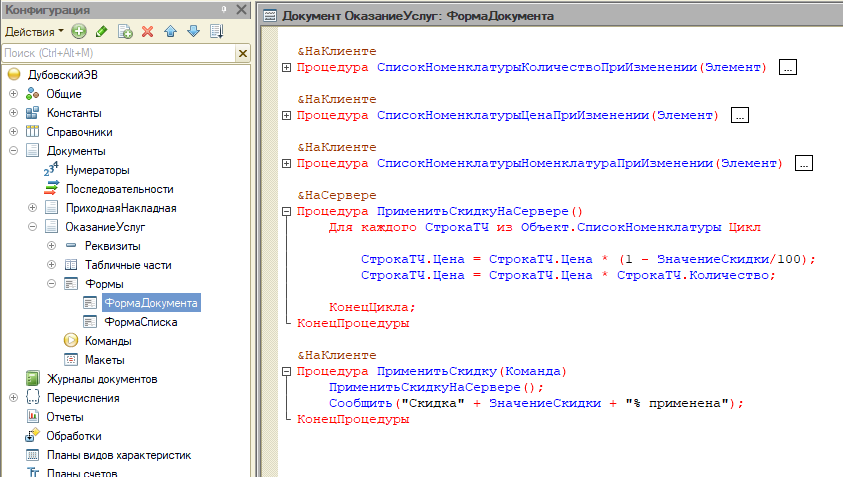 Конфигурация
Действия
Поиск (Ctrl+Alt+M)
ДубовскийЭВ
Общие
Константы
Справочники
Документы
Нумераторы
Последовательности
ПриходнаяНакладная
ОказаниеУслуг
Реквизиты
Табличные части
Формы
ФормаДокумента
ФормаСписка
Команды
Макеты
Журналы документов
Перечисления
Отчеты
Обработки
Планы видов характеристик
Планы счетов
Документ ОказаниеУслуг: ФормаДокумента
&НаКлиенте
Процедура СписокНоменклатурыКоличествоПриИзменении(Элемент) ...
&НаКлиенте
Процедура СписокНоменклатурыЦенаПриИзменении(Элемент) ...
&НаКлиенте
Процедура СписокНоменклатурыНоменклатураПриИзменении(Элемент) ...
&НаСервере
Процедура ПрименитьСкидкуНаСервере()
Для каждого СтрокаТЧ из Объект.СписокНоменклатуры Цикл
СтрокаТЧ.Цена = СтрокаТЧ.Цена * (1 - ЗначениеСкидки/100);
СтрокаТЧ.Цена = СтрокаТЧ.Цена * СтрокаТЧ.Количество;
КонецЦикла;
КонецПроцедуры
&НаКлиенте
Процедура ПрименитьСкидку(Команда)
ПрименитьСкидкуНаСервере();
Сообщить("Скидка" + ЗначениеСкидки + "% применена");
КонецПроцедуры